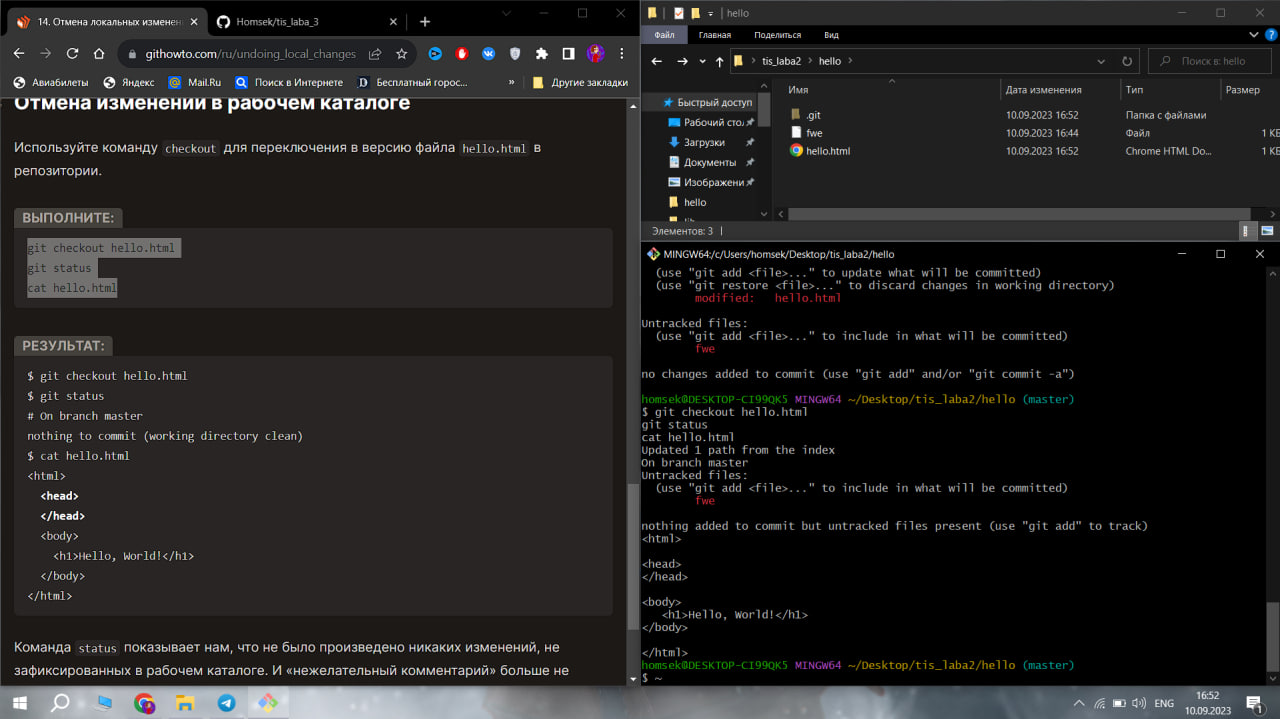 14. Отмена локальных изменен
Homsek/tis_laba_3
githowto.com/ru/undoing_local_changes
Авиабилеты
Яндекс
Mail.Ru
Поиск в Интернете
Бесплатный горос...
»
Другие закладки
Отмена изменений в рабочем каталоге
Используйте команду checkout для переключения в версию файла hello.html в
репозитории.
ВЫПОЛНИТЕ:
git checkout hello.html
git status
cat hello.html
РЕЗУЛЬТАТ:
$ git checkout hello.html
$ git status
# On branch master
nothing to commit (working directory clean)
$ cat hello.html
<html>
<head>
</head>
<body>
<h1>Hello, World!</h1>
</body>
</html>
Команда status показывает нам, что не было произведено никаких изменений, не
зафиксированных в рабочем каталоге. И «нежелательный комментарий» больше не
hello
Файл Главная Поделиться Вид
tis_laba2 hello
Поиск в: hello
Быстрый доступ
Рабочий сто
Загрузки
Документы
Изображени
hello
Имя Дата изменения Тип Размер
.git 10.09.2023 16:52 Папка с файлами
fwe 10.09.2023 16:44 Файл 1 КБ
hello.html 10.09.2023 16:52 Chrome HTML Do... 1 КБ
Элементов: 3
MINGW64:/c/Users/homsek/Desktop/tis_laba2/hello
(use "git add <file>..." to update what will be committed)
(use "git restore <file>..." to discard changes in working directory)
modified: hello.html
Untracked files:
(use "git add <file>..." to include in what will be committed)
fwe
no changes added to commit (use "git add" and/or "git commit -a")
homsek@DESKTOP-CI99QK5 MINGW64 ~/Desktop/tis_laba2/hello (master)
$ git checkout hello.html
git status
cat hello.html
Updated 1 path from the index
On branch master
Untracked files:
(use "git add <file>..." to include in what will be committed)
fwe
nothing added to commit but untracked files present (use "git add" to track)
<html>
<head>
</head>
<body>
<h1>Hello, World!</h1>
</body>
</html>
homsek@DESKTOP-CI99QK5 MINGW64 ~/Desktop/tis_laba2/hello (master)
$ ~
ENG
16:52
10.09.2023
1